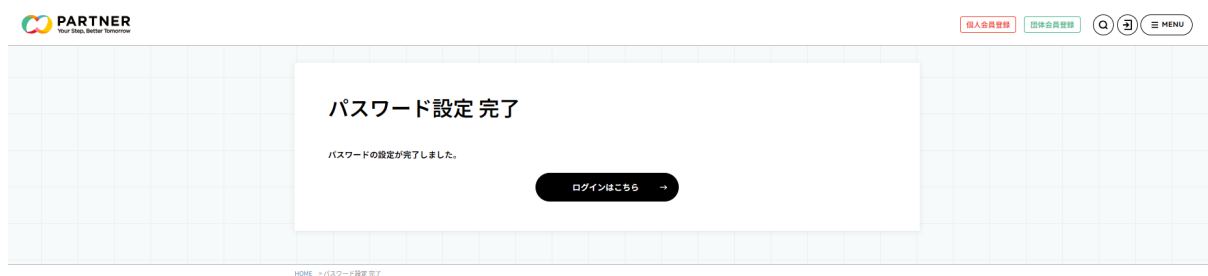 PARTNER
Your Step, Better Tomorrow
個人会員登録
団体会員登録
MENU
パスワード設定 完了
パスワードの設定が完了しました。
ログインはこちら →
HOME >パスワード設定 完了